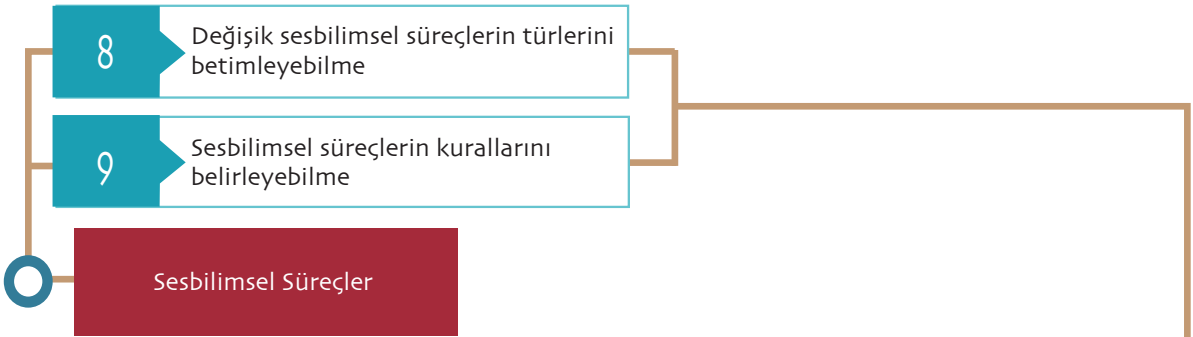 8
Değişik sesbilimsel süreçlerin türlerini
betimleyebilme
9
Sesbilimsel süreçlerin kurallarını
belirleyebilme
Sesbilimsel Süreçler